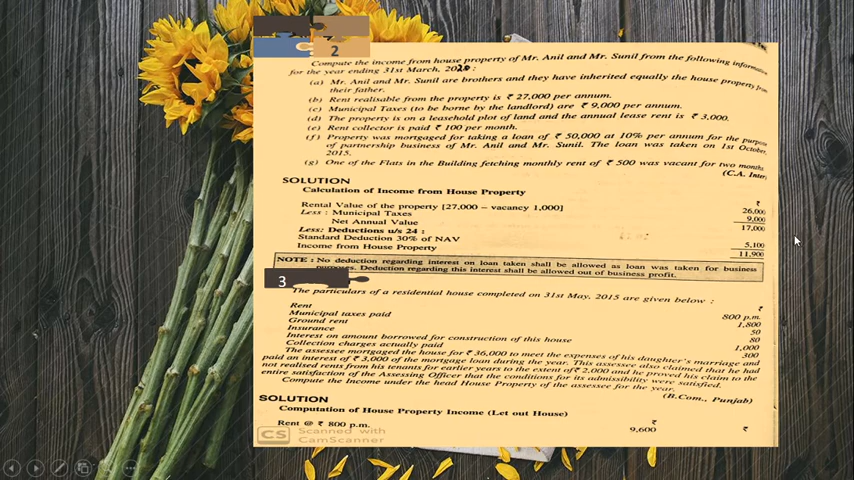 2
Compute the income from house property of Mr. Anil and Mr. Sunil from the following information
for the year ending 31st March, 2020 :
(a) Mr. Anil and Mr. Sunil are brothers and they have inherited equally the house property from
their father.
(b) Rent realisable from the property is ₹ 27,000 per annum.
(c) Municipal Taxes (to be borne by the landlord) are ₹ 9,000 per annum.
(d) The property is on a leasehold plot of land and the annual lease rent is ₹ 3,000.
(e) Rent collector is paid ₹ 100 per month.
(f) Property was mortgaged for taking a loan of ₹ 50,000 at 10% per annum for the purpose
of partnership business of Mr. Anil and Mr. Sunil. The loan was taken on 1st October,
2015.
(g) One of the Flats in the Building fetching monthly rent of ₹ 500 was vacant for two months
(C.A. Inter)
SOLUTION
Calculation of Income from House Property
₹
Rental Value of the property [27,000 – vacancy 1,000] 26,000
Less : Municipal Taxes 9,000
Net Annual Value 17,000
Less: Deductions u/s 24 :
Standard Deduction 30% of NAV 5,100
Income from House Property 11,900
NOTE : No deduction regarding interest on loan taken shall be allowed as loan was taken for business
purposes. Deduction regarding this interest shall be allowed out of business profit.
3
The particulars of a residential house completed on 31st May, 2015 are given below :
₹
Rent 800 p.m.
Municipal taxes paid 1,800
Ground rent 50
Insurance 80
Interest on amount borrowed for construction of this house 1,000
Collection charges actually paid 300
The assessee mortgaged the house for ₹ 36,000 to meet the expenses of his daughter's marriage and
paid an interest of ₹ 3,000 of the mortgage loan during the year. This assessee also claimed that he had
not realised rents from his tenants for earlier years to the extent of ₹ 2,000 and he proved his claim to the
entire satisfaction of the Assessing Officer that the conditions for its admissibility were satisfied.
Compute the Income under the head House Property of the assessee for the year.
(B.Com., Punjab)
SOLUTION
Computation of House Property Income (Let out House)
₹ ₹
Rent @ ₹ 800 p.m. 9,600
CS Scanned with
CamScanner